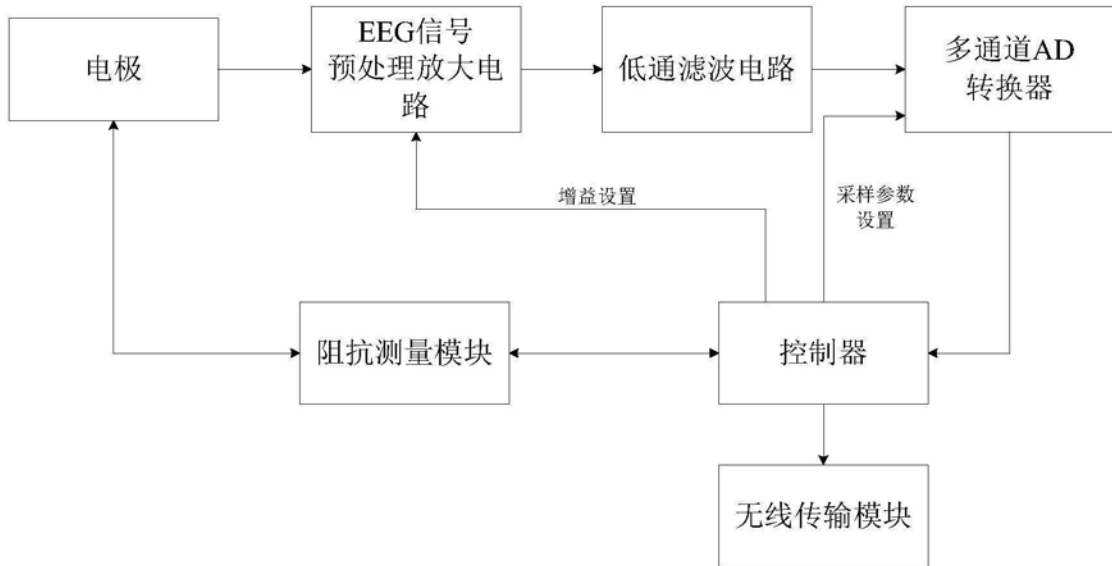 电极
EEG信号
预处理放大电
路
低通滤波电路
多通道AD
转换器
增益设置
采样参数
设置
阻抗测量模块
控制器
无线传输模块